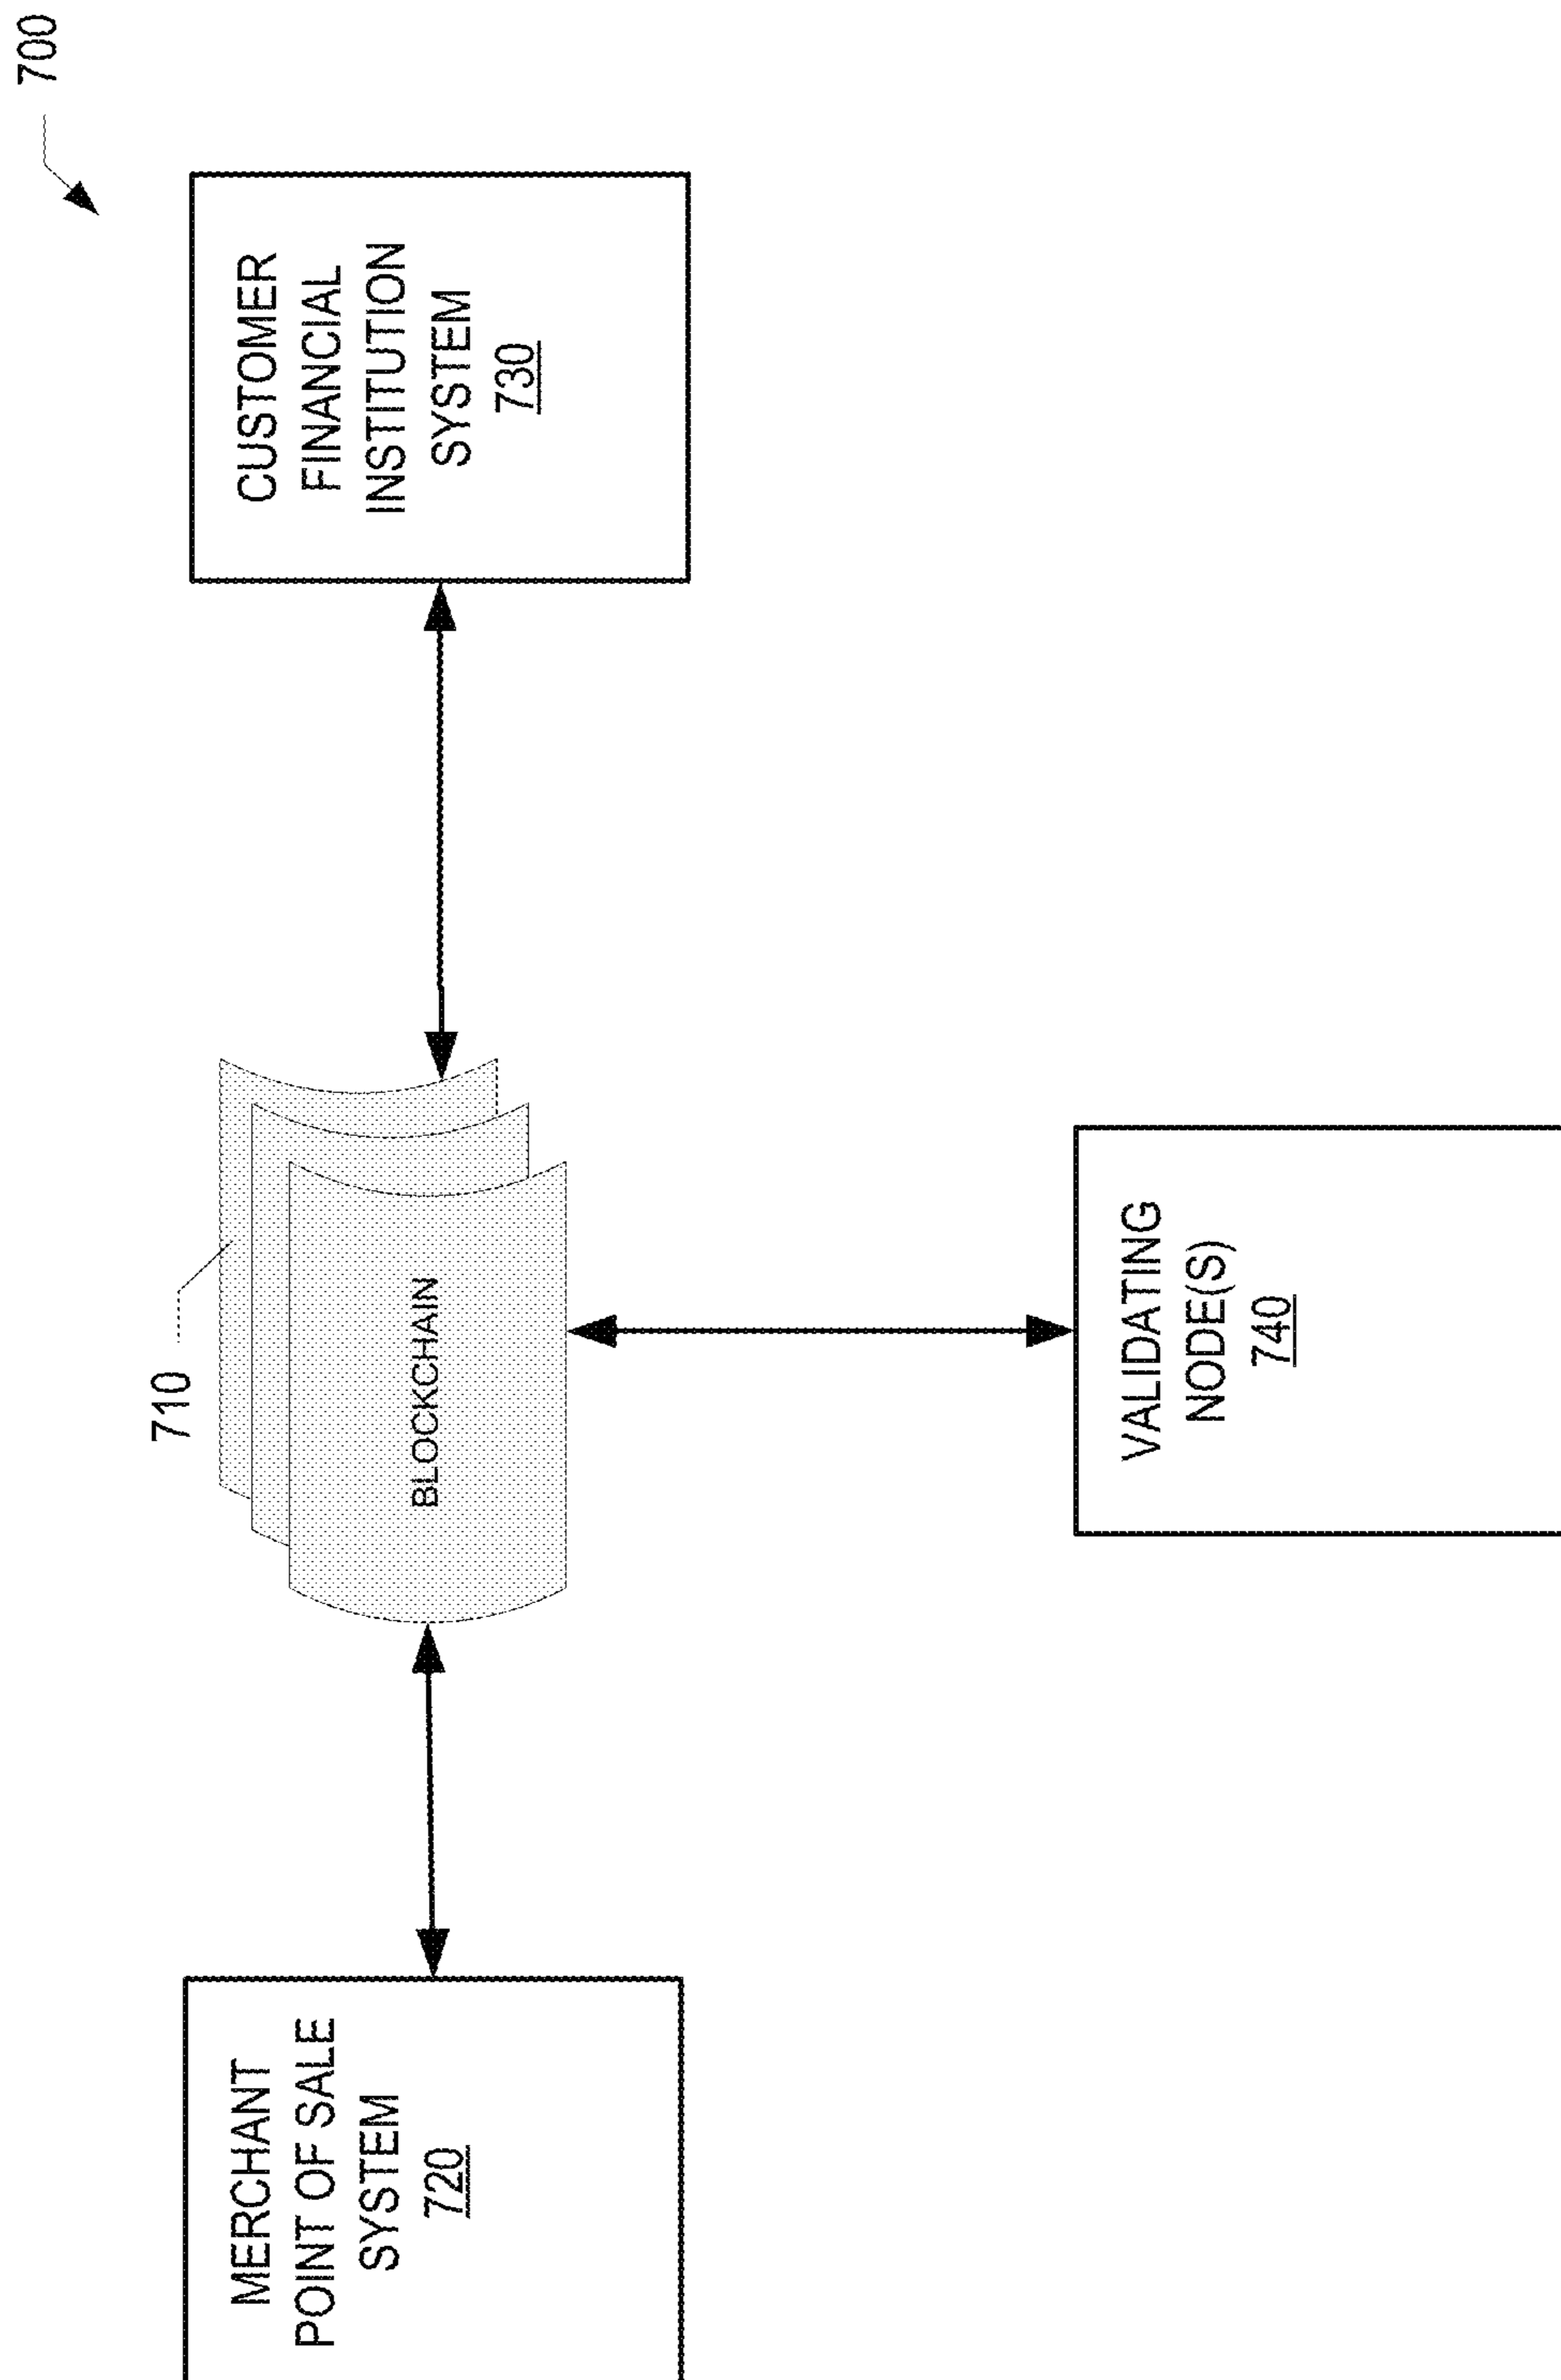 700
710
MERCHANT
POINT OF SALE
SYSTEM
720
BLOCKCHAIN
CUSTOMER
FINANCIAL
INSTITUTION
SYSTEM
730
VALIDATING
NODE(S)
740